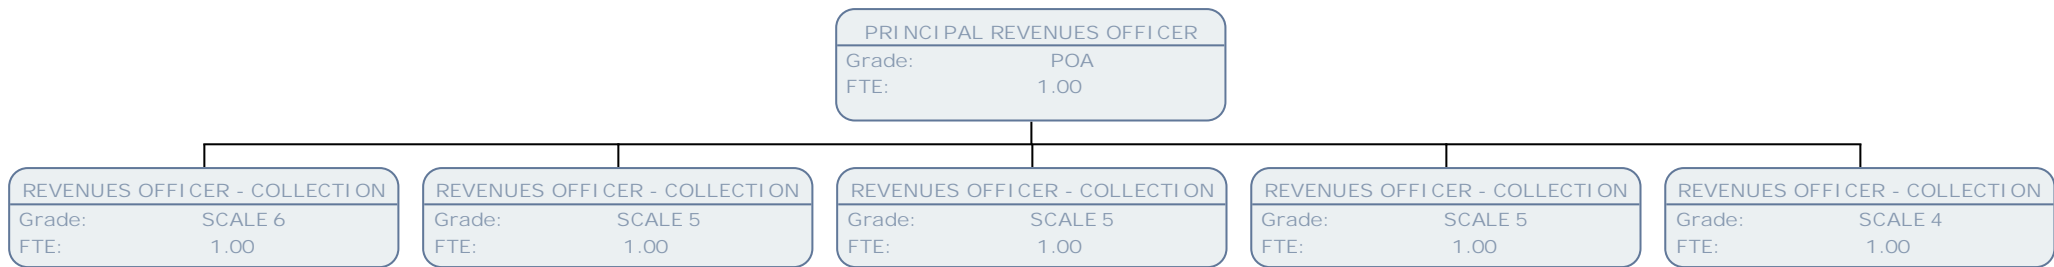 PRINCIPAL REVENUES OFFICER
Grade: POA
FTE: 1.00
REVENUES OFFICER - COLLECTION
Grade: SCALE 6
FTE: 1.00
REVENUES OFFICER - COLLECTION
Grade: SCALE 5
FTE: 1.00
REVENUES OFFICER - COLLECTION
Grade: SCALE 5
FTE: 1.00
REVENUES OFFICER - COLLECTION
Grade: SCALE 5
FTE: 1.00
REVENUES OFFICER - COLLECTION
Grade: SCALE 4
FTE: 1.00